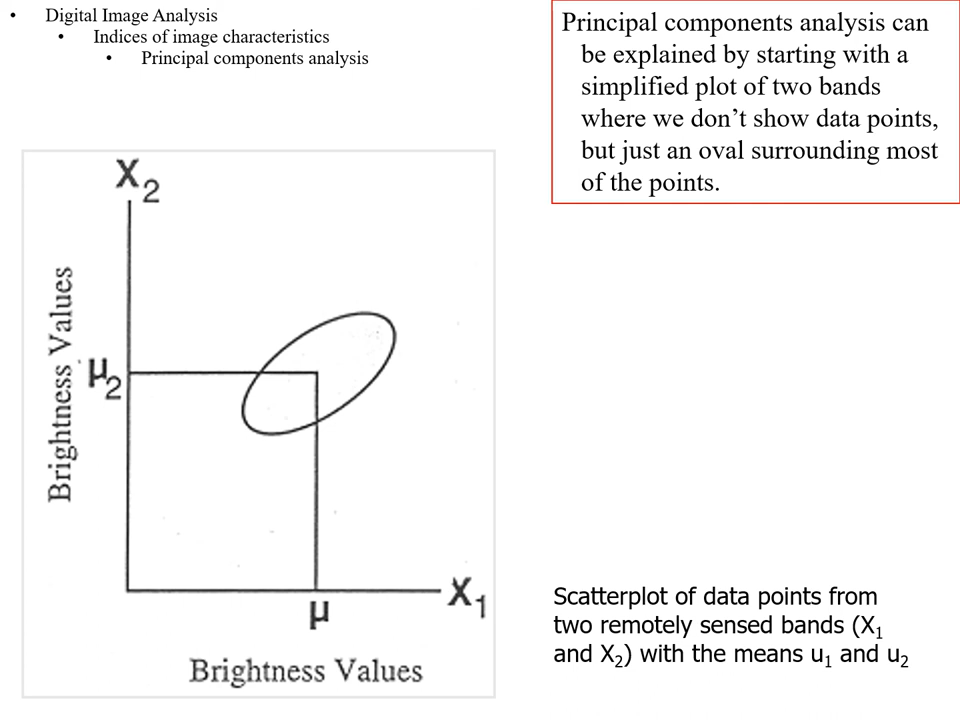 • Digital Image Analysis
• Indices of image characteristics
• Principal components analysis
Principal components analysis can
be explained by starting with a
simplified plot of two bands
where we don’t show data points,
but just an oval surrounding most
of the points.
X₂
Brightness Values
μ₂
X₁
μ
Brightness Values
Scatterplot of data points from
two remotely sensed bands (X₁
and X₂) with the means u₁ and u₂